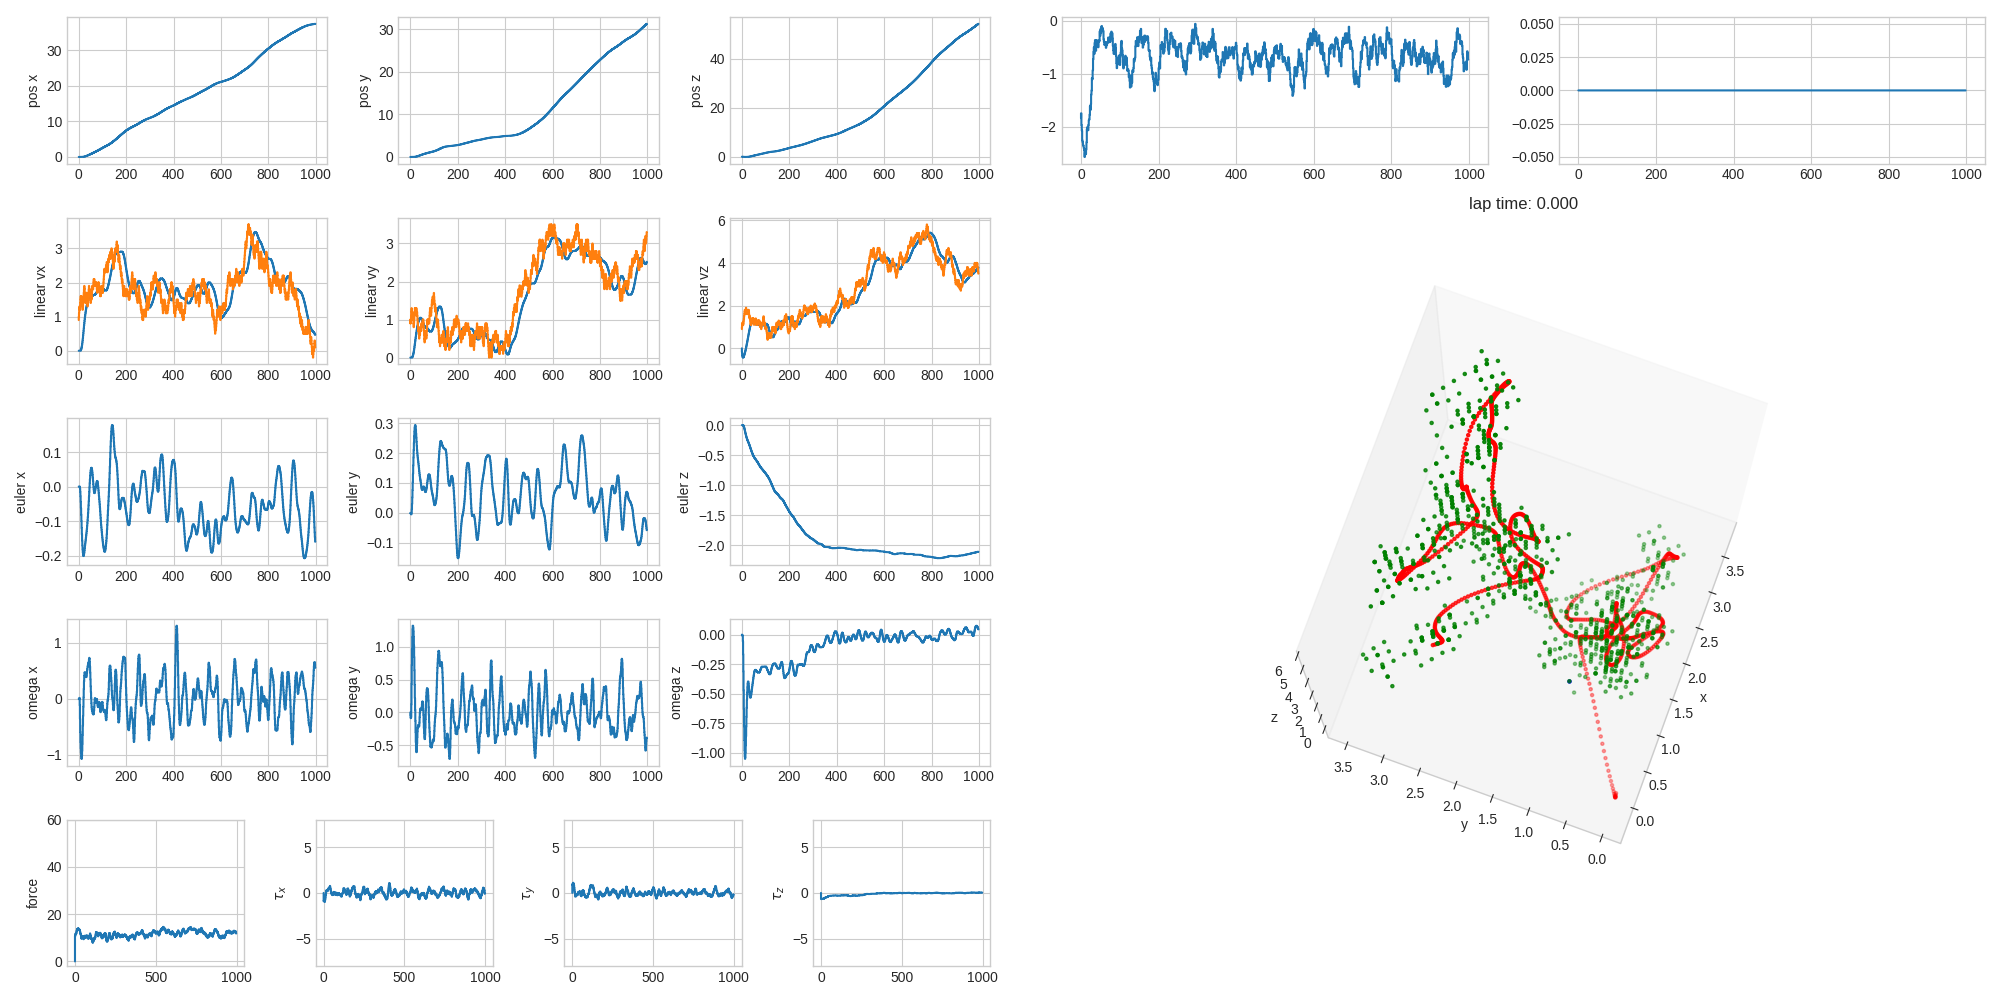 30
20
10
0
pos x
0 200 400 600 800 1000
30
20
10
0
pos y
0 200 400 600 800 1000
40
20
0
pos z
0 200 400 600 800 1000
0
−1
−2
0 200 400 600 800 1000
0.050
0.025
0.000
−0.025
−0.050
0 200 400 600 800 1000
lap time: 0.000
3
2
1
0
linear vx
0 200 400 600 800 1000
3
2
1
0
linear vy
0 200 400 600 800 1000
6
4
2
0
linear vz
0 200 400 600 800 1000
0.1
0.0
−0.1
−0.2
euler x
0 200 400 600 800 1000
0.3
0.2
0.1
0.0
−0.1
euler y
0 200 400 600 800 1000
0.0
−0.5
−1.0
−1.5
−2.0
euler z
0 200 400 600 800 1000
1
0
−1
omega x
0 200 400 600 800 1000
1.0
0.5
0.0
−0.5
omega y
0 200 400 600 800 1000
0.00
−0.25
−0.50
−0.75
−1.00
omega z
0 200 400 600 800 1000
60
40
20
0
force
0 500 1000
5
0
−5
τx
0 500 1000
5
0
−5
τy
0 500 1000
5
0
−5
τz
0 500 1000
6
5
4
3
2
1
0
z
3.5
3.0
2.5
2.0
1.5
1.0
0.5
0.0
y
3.5
3.0
2.5
2.0
1.5
1.0
0.5
0.0
x